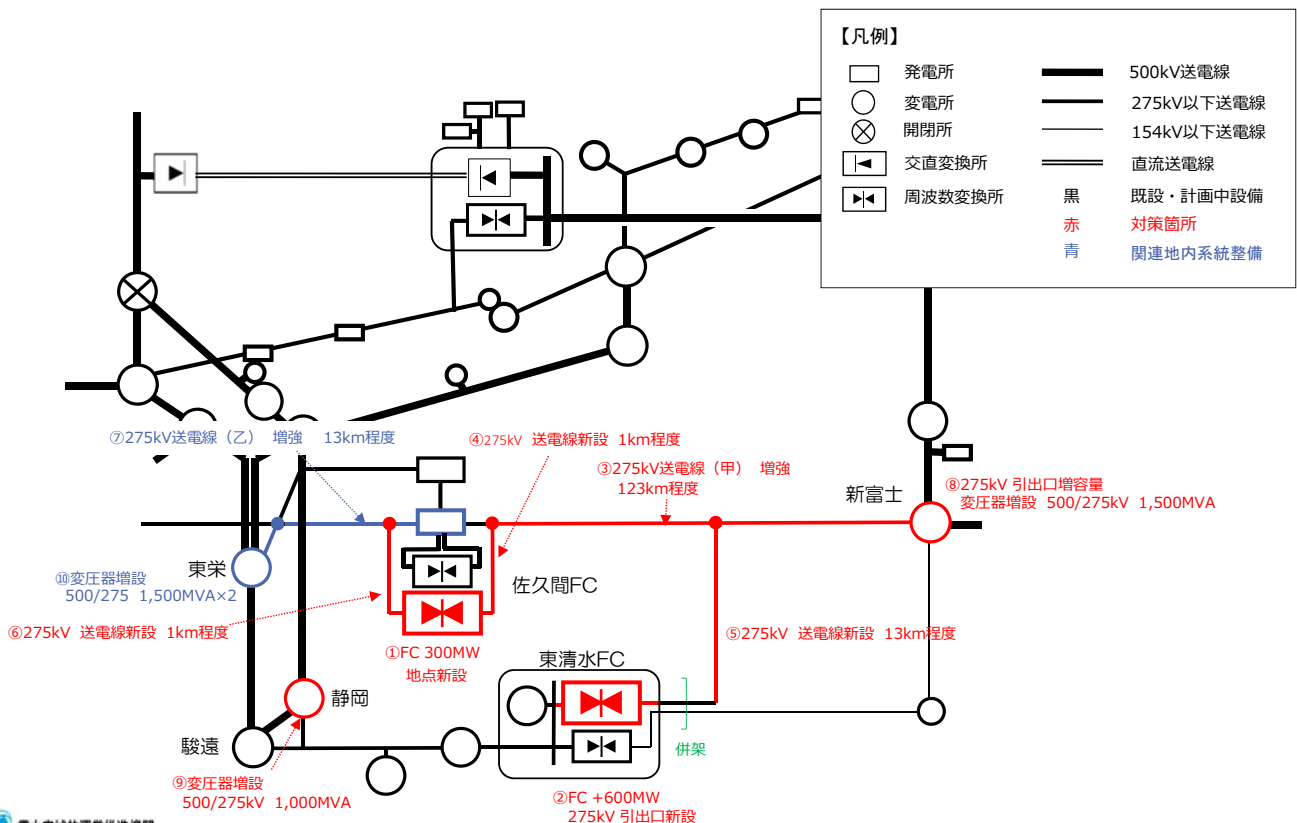 【凡例】
発電所
500kV送電線
変電所
275kV以下送電線
開閉所
154kV以下送電線
交直変換所
直流送電線
周波数変換所
黒
既設・計画中設備
赤
対策箇所
青
関連地内系統整備
⑦275kV送電線（乙） 増強 13km程度
④275kV 送電線新設 1km程度
③275kV送電線（甲） 増強
123km程度
新富士
⑧275kV 引出口増容量
変圧器増設 500/275kV 1,500MVA
東栄
⑩変圧器増設
500/275 1,500MVA×2
佐久間FC
⑥275kV 送電線新設 1km程度
①FC 300MW
地点新設
⑤275kV 送電線新設 13km程度
東清水FC
静岡
駿遠
併架
⑨変圧器増設
500/275kV 1,000MVA
②FC +600MW
275kV 引出口新設